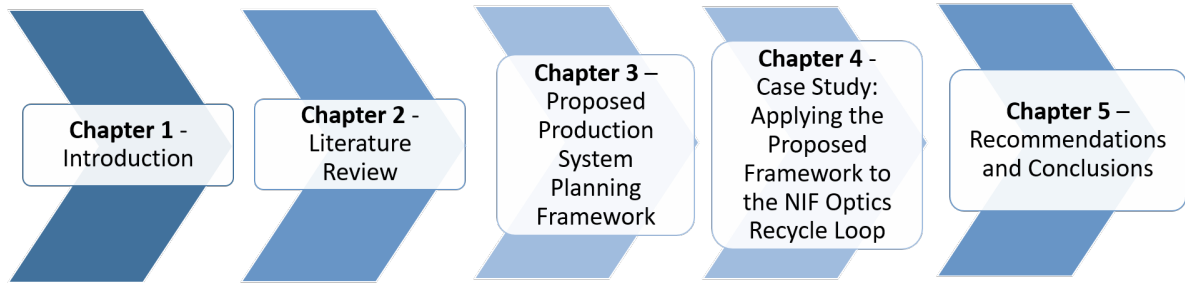 Chapter 1 -
Introduction
Chapter 2 -
Literature
Review
Chapter 3 –
Proposed
Production
System
Planning
Framework
Chapter 4 -
Case Study:
Applying the
Proposed
Framework to
the NIF Optics
Recycle Loop
Chapter 5 –
Recommendations
and Conclusions